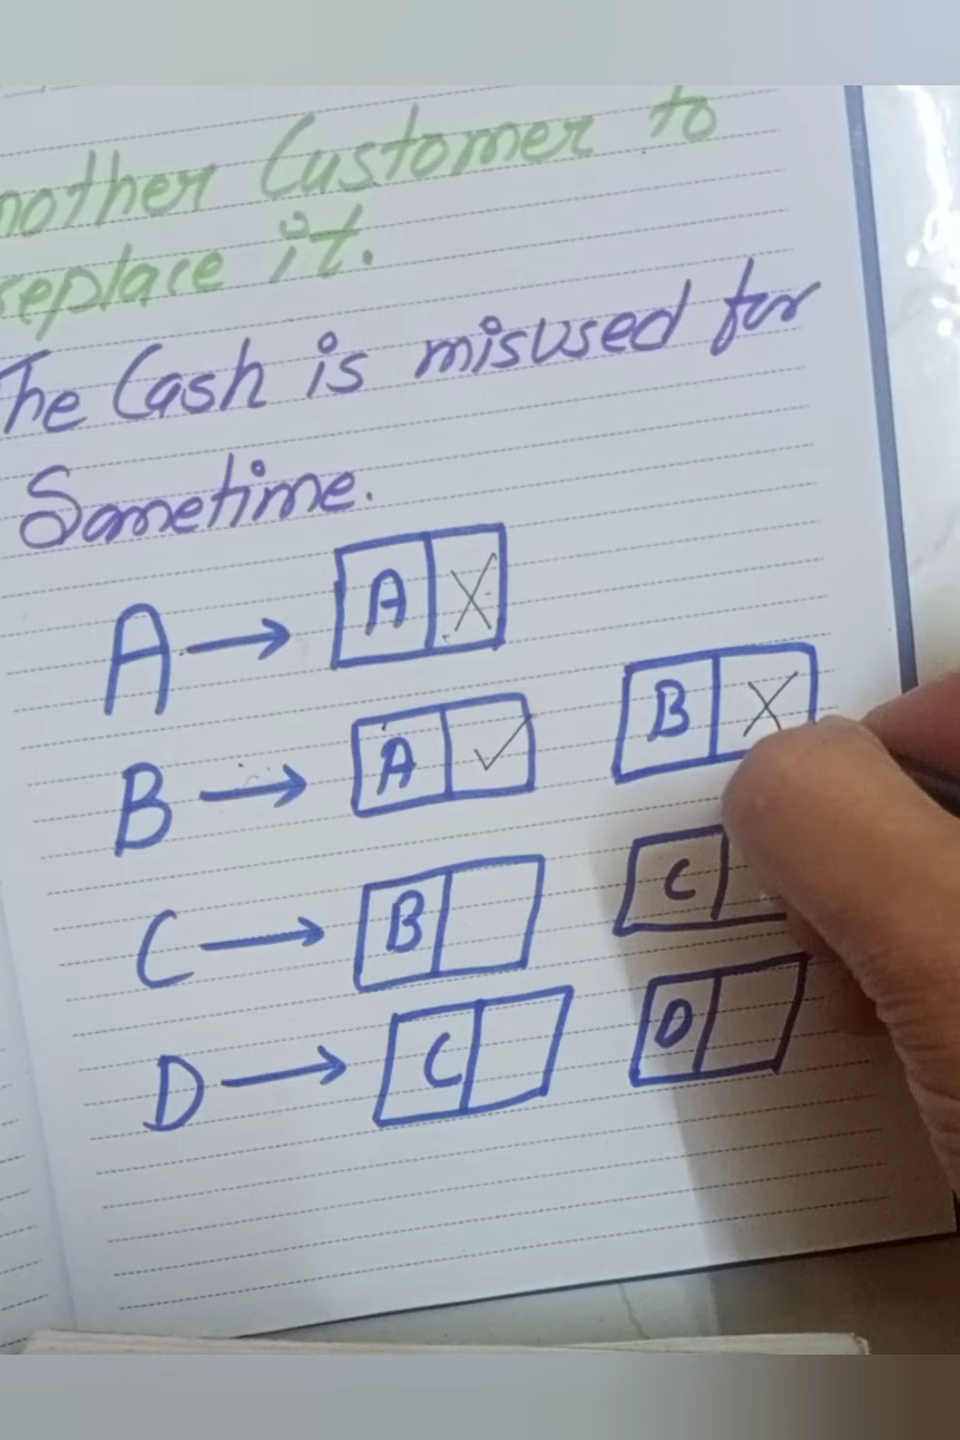 nother Customer to
replace it.
The Cash is misused for
Sometime.
A → A X
B → A ✓ B X
C → B C
D → C D